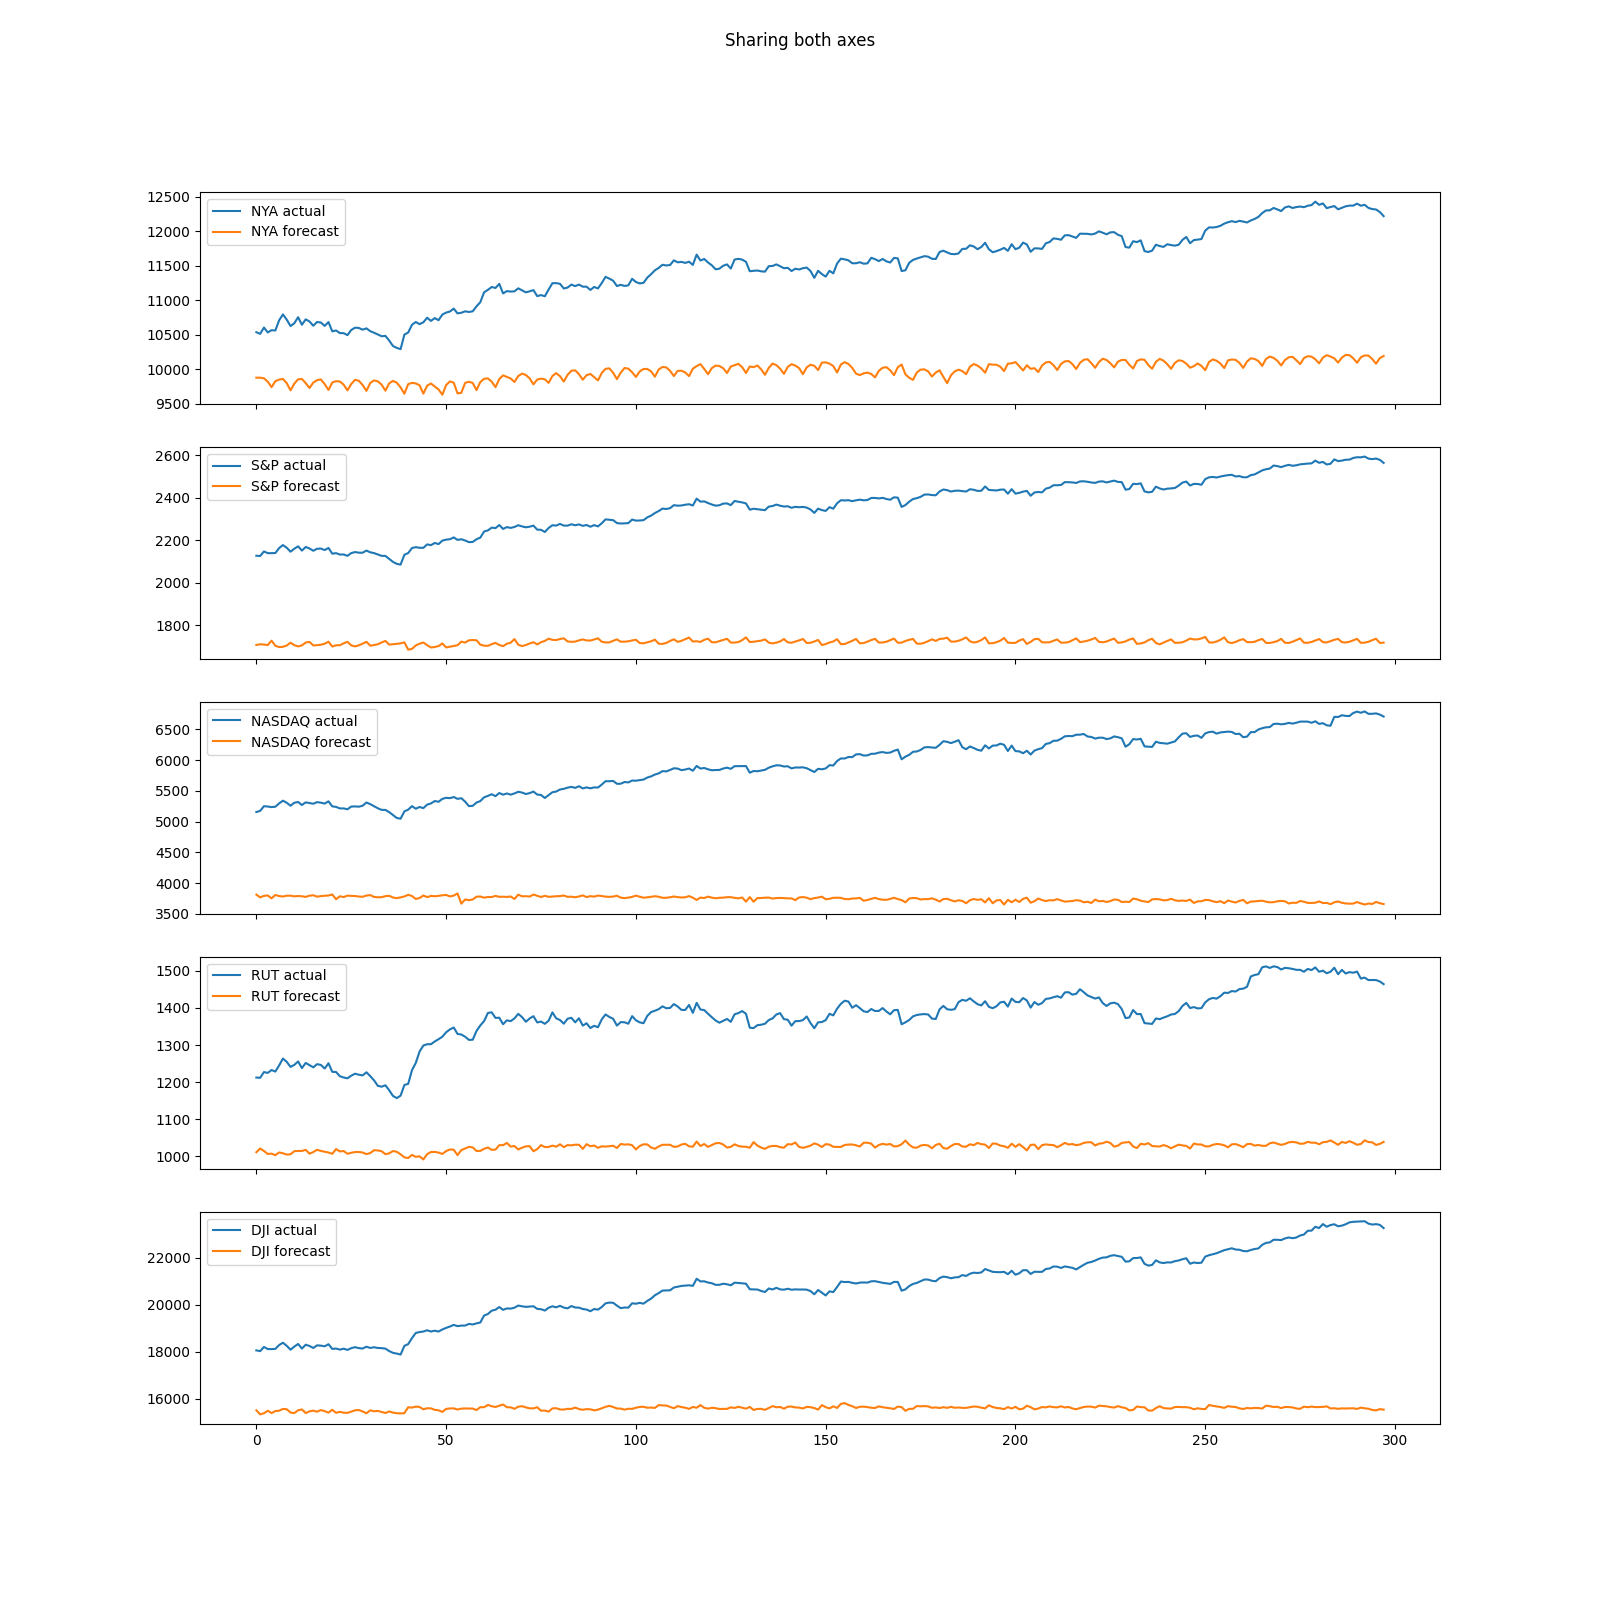 Sharing both axes
12500
12000
11500
11000
10500
10000
9500
NYA actual
NYA forecast
2600
2400
2200
2000
1800
S&P actual
S&P forecast
6500
6000
5500
5000
4500
4000
3500
NASDAQ actual
NASDAQ forecast
1500
1400
1300
1200
1100
1000
RUT actual
RUT forecast
22000
20000
18000
16000
DJI actual
DJI forecast
0 50 100 150 200 250 300